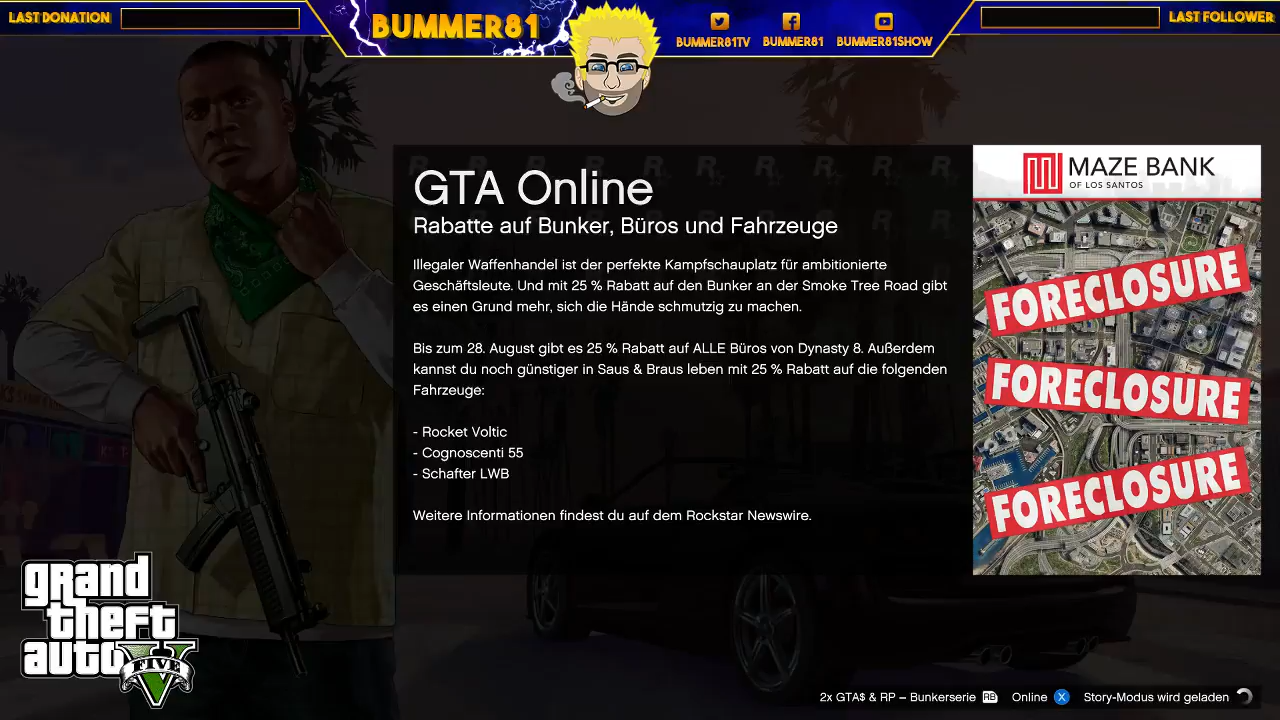 LAST DONATION
BUMMER81
BUMMER81TV
BUMMER81
BUMMER81SHOW
LAST FOLLOWER
GTA Online
Rabatte auf Bunker, Büros und Fahrzeuge
Illegaler Waffenhandel ist der perfekte Kampfschauplatz für ambitionierte
Geschäftsleute. Und mit 25 % Rabatt auf den Bunker an der Smoke Tree Road gibt
es einen Grund mehr, sich die Hände schmutzig zu machen.
Bis zum 28. August gibt es 25 % Rabatt auf ALLE Büros von Dynasty 8. Außerdem
kannst du noch günstiger in Saus & Braus leben mit 25 % Rabatt auf die folgenden
Fahrzeuge:
- Rocket Voltic
- Cognoscenti 55
- Schafter LWB
Weitere Informationen findest du auf dem Rockstar Newswire.
MAZE BANK
OF LOS SANTOS
FORECLOSURE
FORECLOSURE
FORECLOSURE
grand
theft
auto
V
FIVE
2x GTA$ & RP – Bunkerserie RB Online X Story-Modus wird geladen